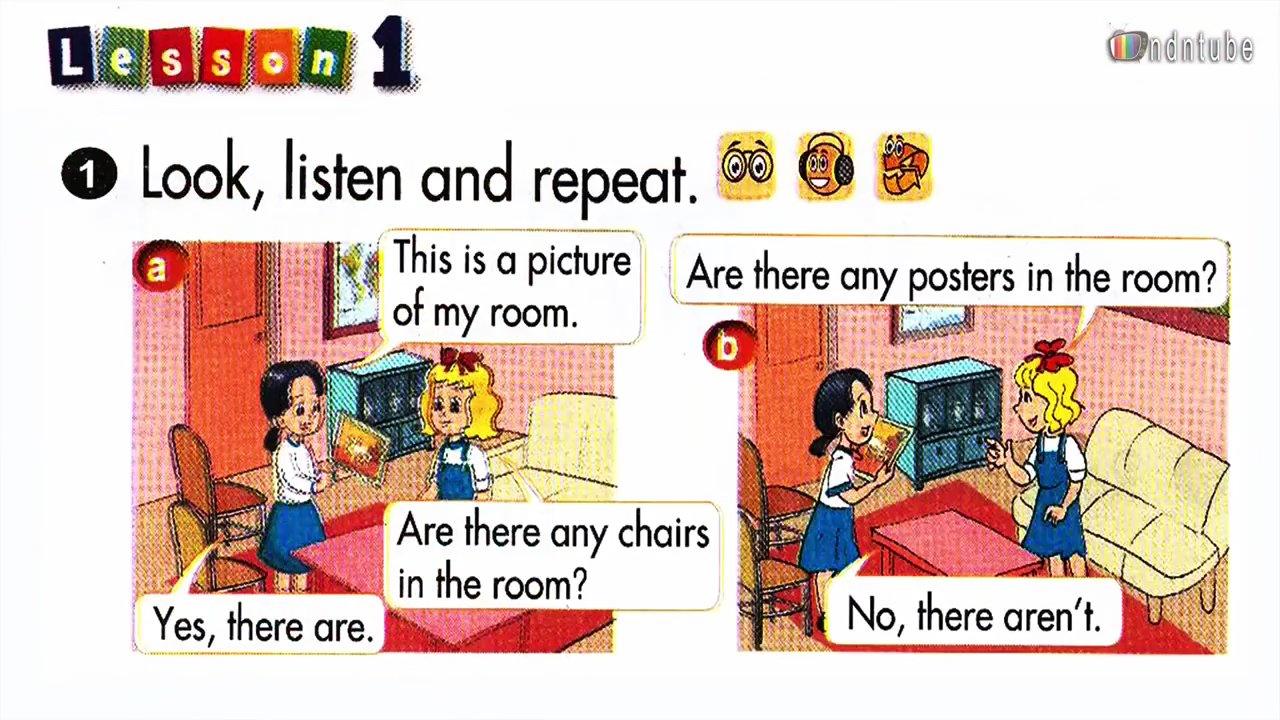 Lesson 1
ndntube
1 Look, listen and repeat.
a
This is a picture
of my room.
Are there any chairs
in the room?
Yes, there are.
b
Are there any posters in the room?
No, there aren't.